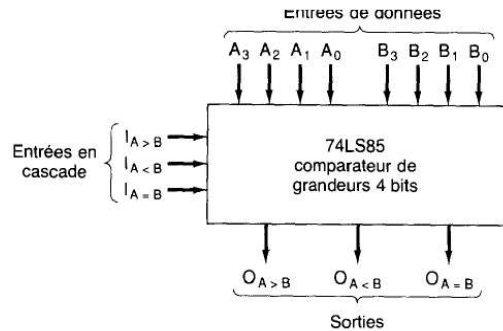 Entrées de données
A3 A2 A1 A0 B3 B2 B1 B0
Entrées en
cascade
IA > B
IA < B
IA = B
74LS85
comparateur de
grandeurs 4 bits
OA > B OA < B OA = B
Sorties